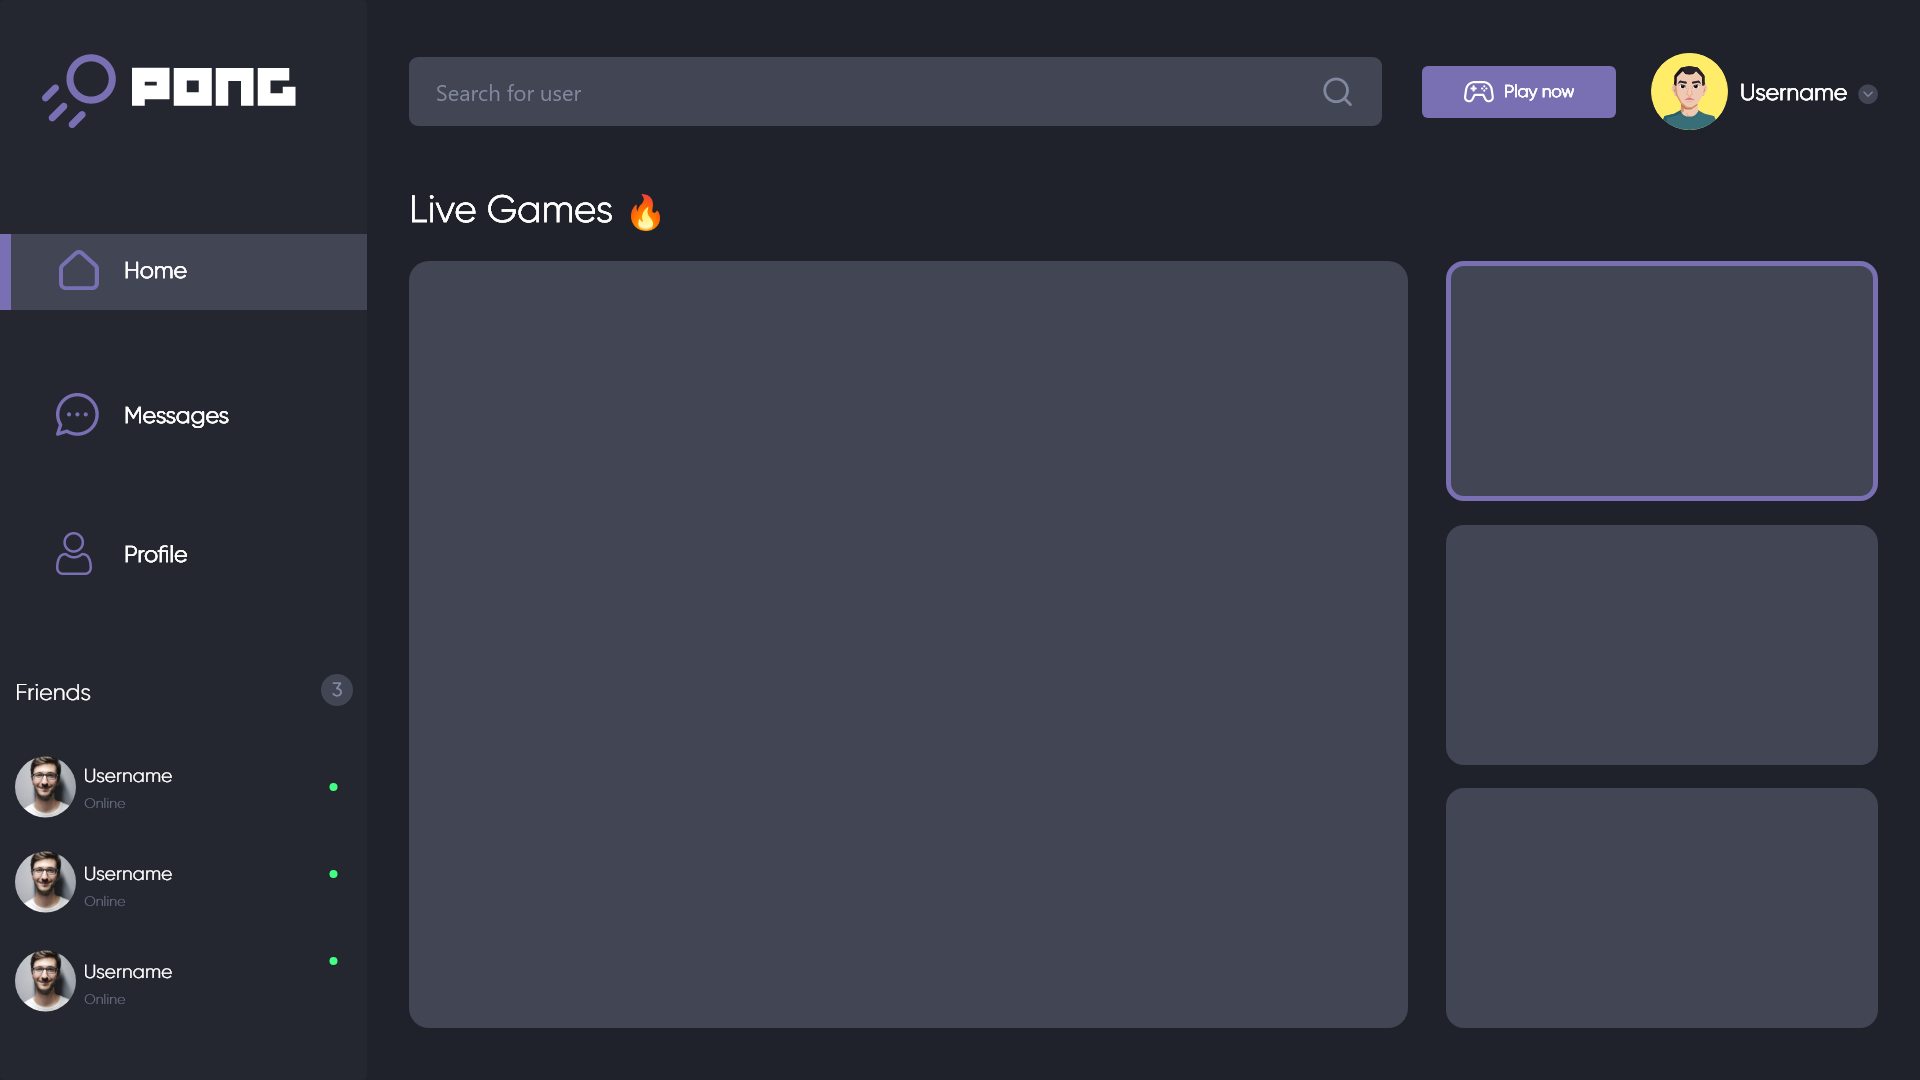 PONG
Search for user
Play now
Username
Live Games 🔥
Home
Messages
Profile
Friends
3
Username
Online
Username
Online
Username
Online